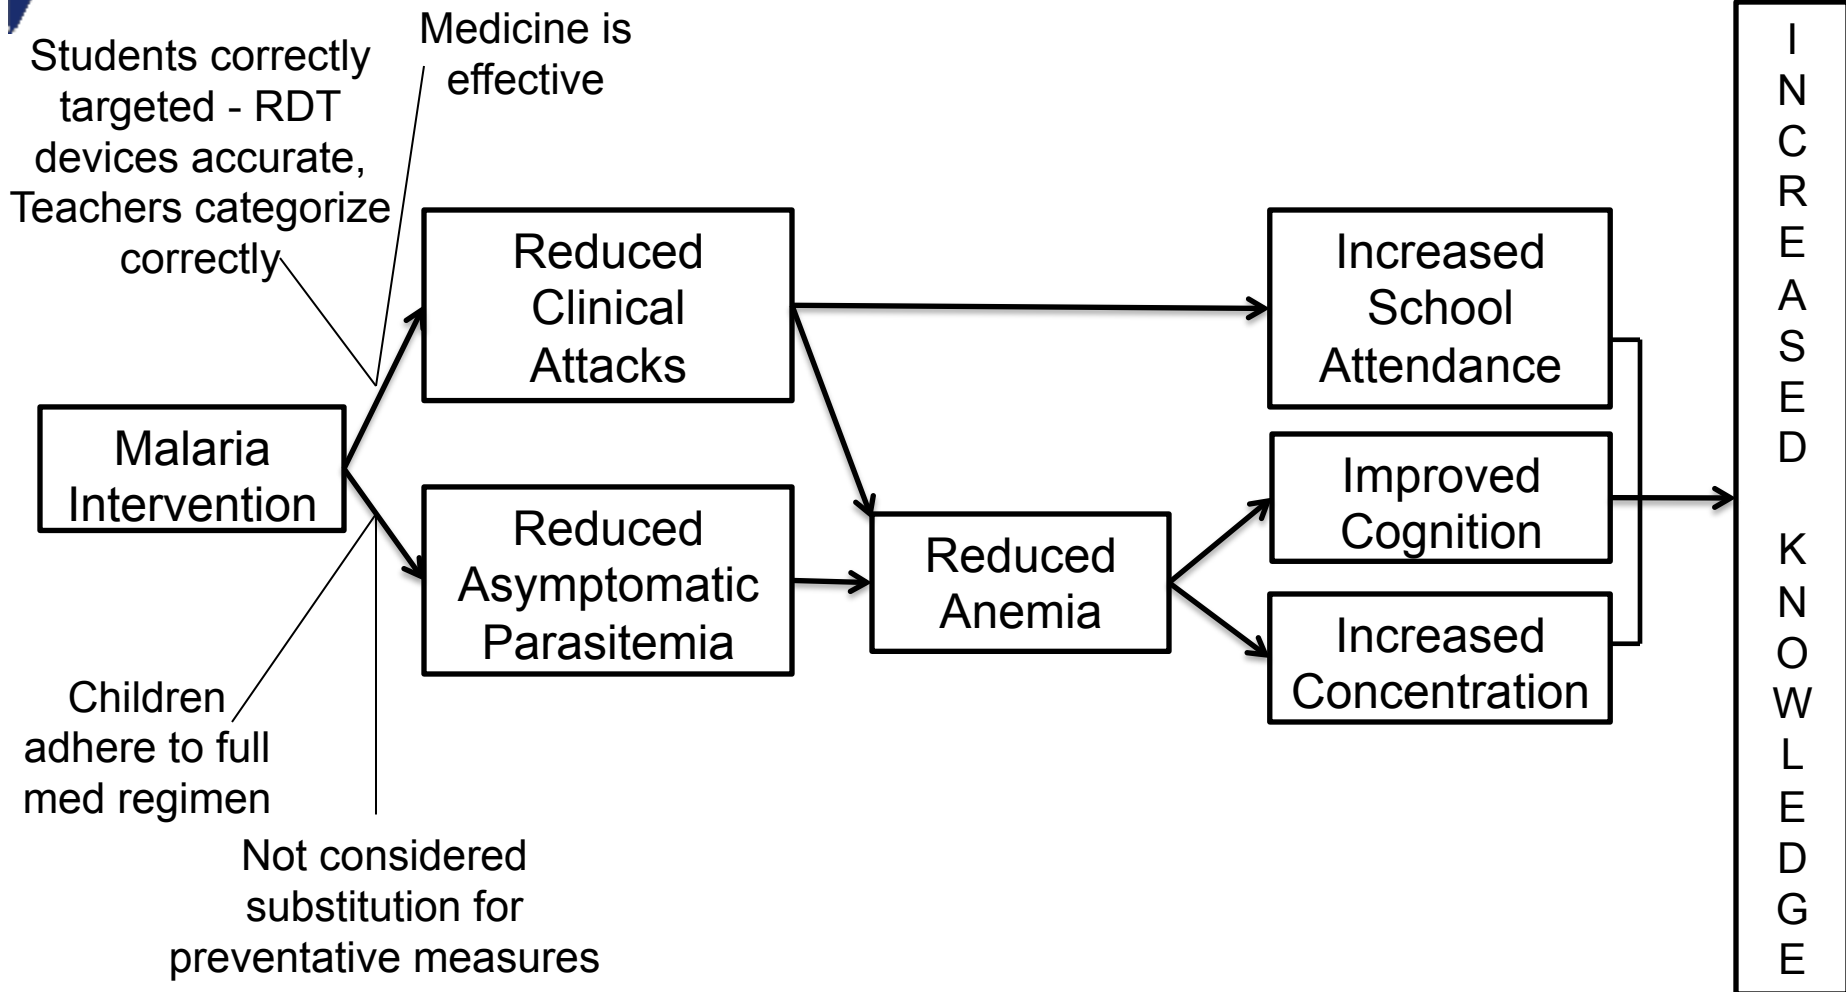 Students correctly
targeted - RDT
devices accurate,
Teachers categorize
correctly
Medicine is
effective
Malaria
Intervention
Children
adhere to full
med regimen
Not considered
substitution for
preventative measures
Reduced
Clinical
Attacks
Reduced
Asymptomatic
Parasitemia
Reduced
Anemia
Increased
School
Attendance
Improved
Cognition
Increased
Concentration
I
N
C
R
E
A
S
E
D
K
N
O
W
L
E
D
G
E